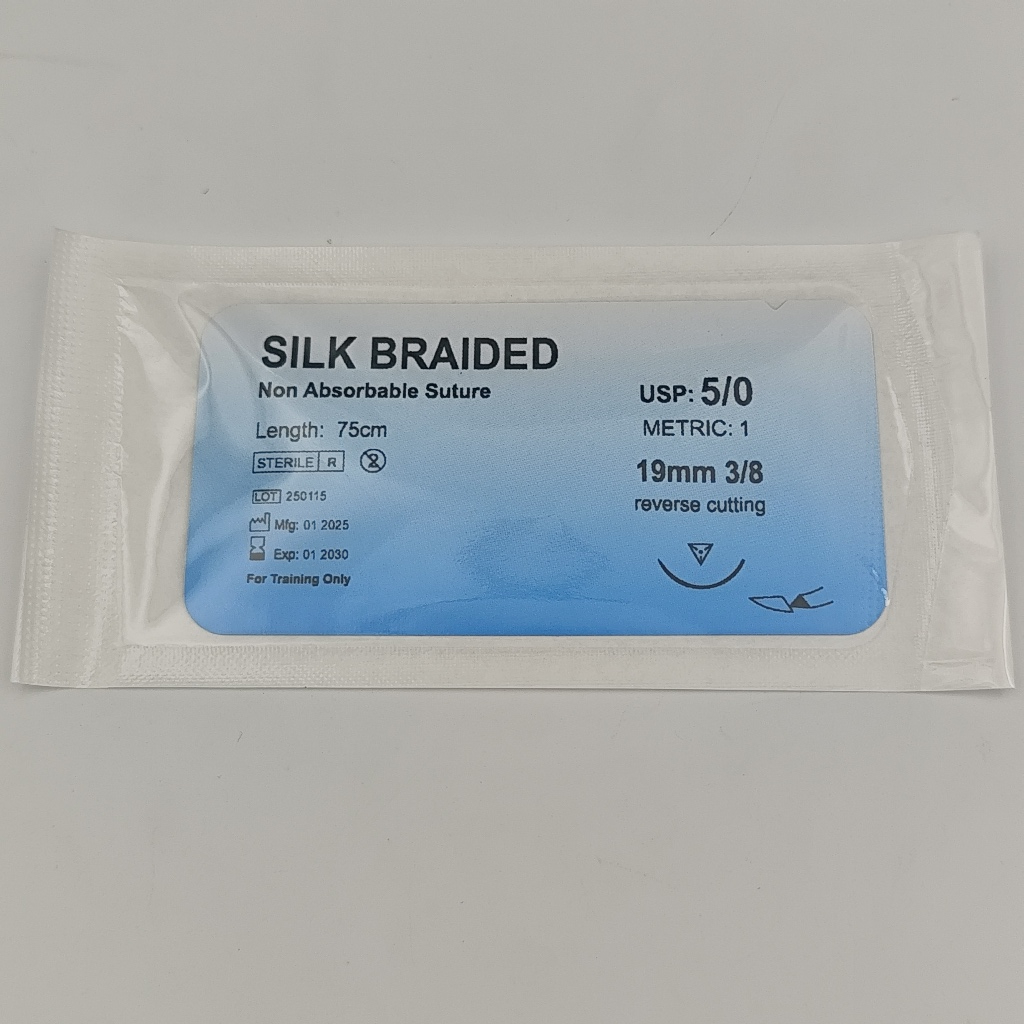 SILK BRAIDED
Non Absorbable Suture
Length: 75cm
STERILE R
2
LOT 250115
Mfg: 01 2025
Exp: 01 2030
For Training Only
USP: 5/0
METRIC: 1
19mm 3/8
reverse cutting